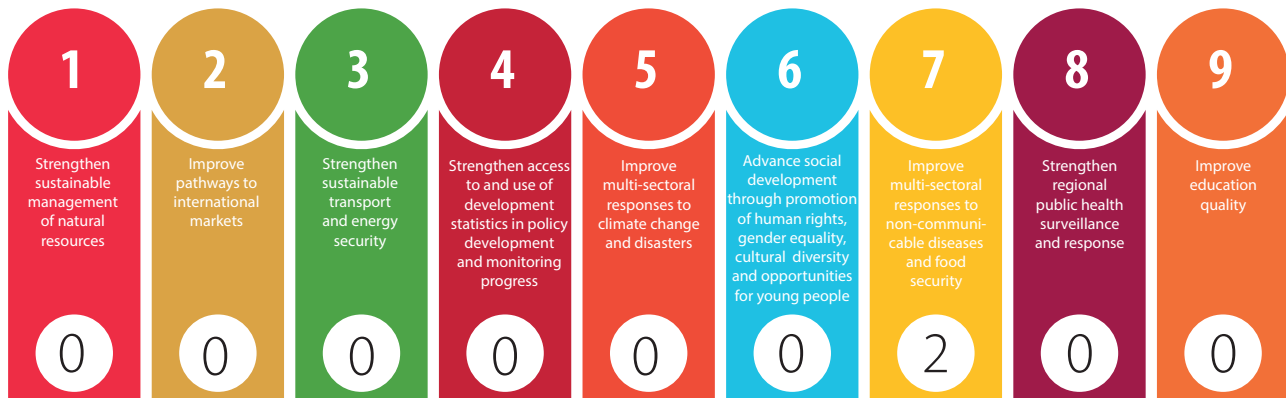 1
Strengthen
sustainable
management
of natural
resources
0
2
Improve
pathways to
international
markets
0
3
Strengthen
sustainable
transport
and energy
security
0
4
Strengthen access
to and use of
development
statistics in policy
development
and monitoring
progress
0
5
Improve
multi-sectoral
responses to
climate change
and disasters
0
6
Advance social
development
through promotion
of human rights,
gender equality,
cultural diversity
and opportunities
for young people
0
7
Improve
multi-sectoral
responses to
non-communi-
cable diseases
and food
security
2
8
Strengthen
regional
public health
surveillance
and response
0
9
Improve
education
quality
0